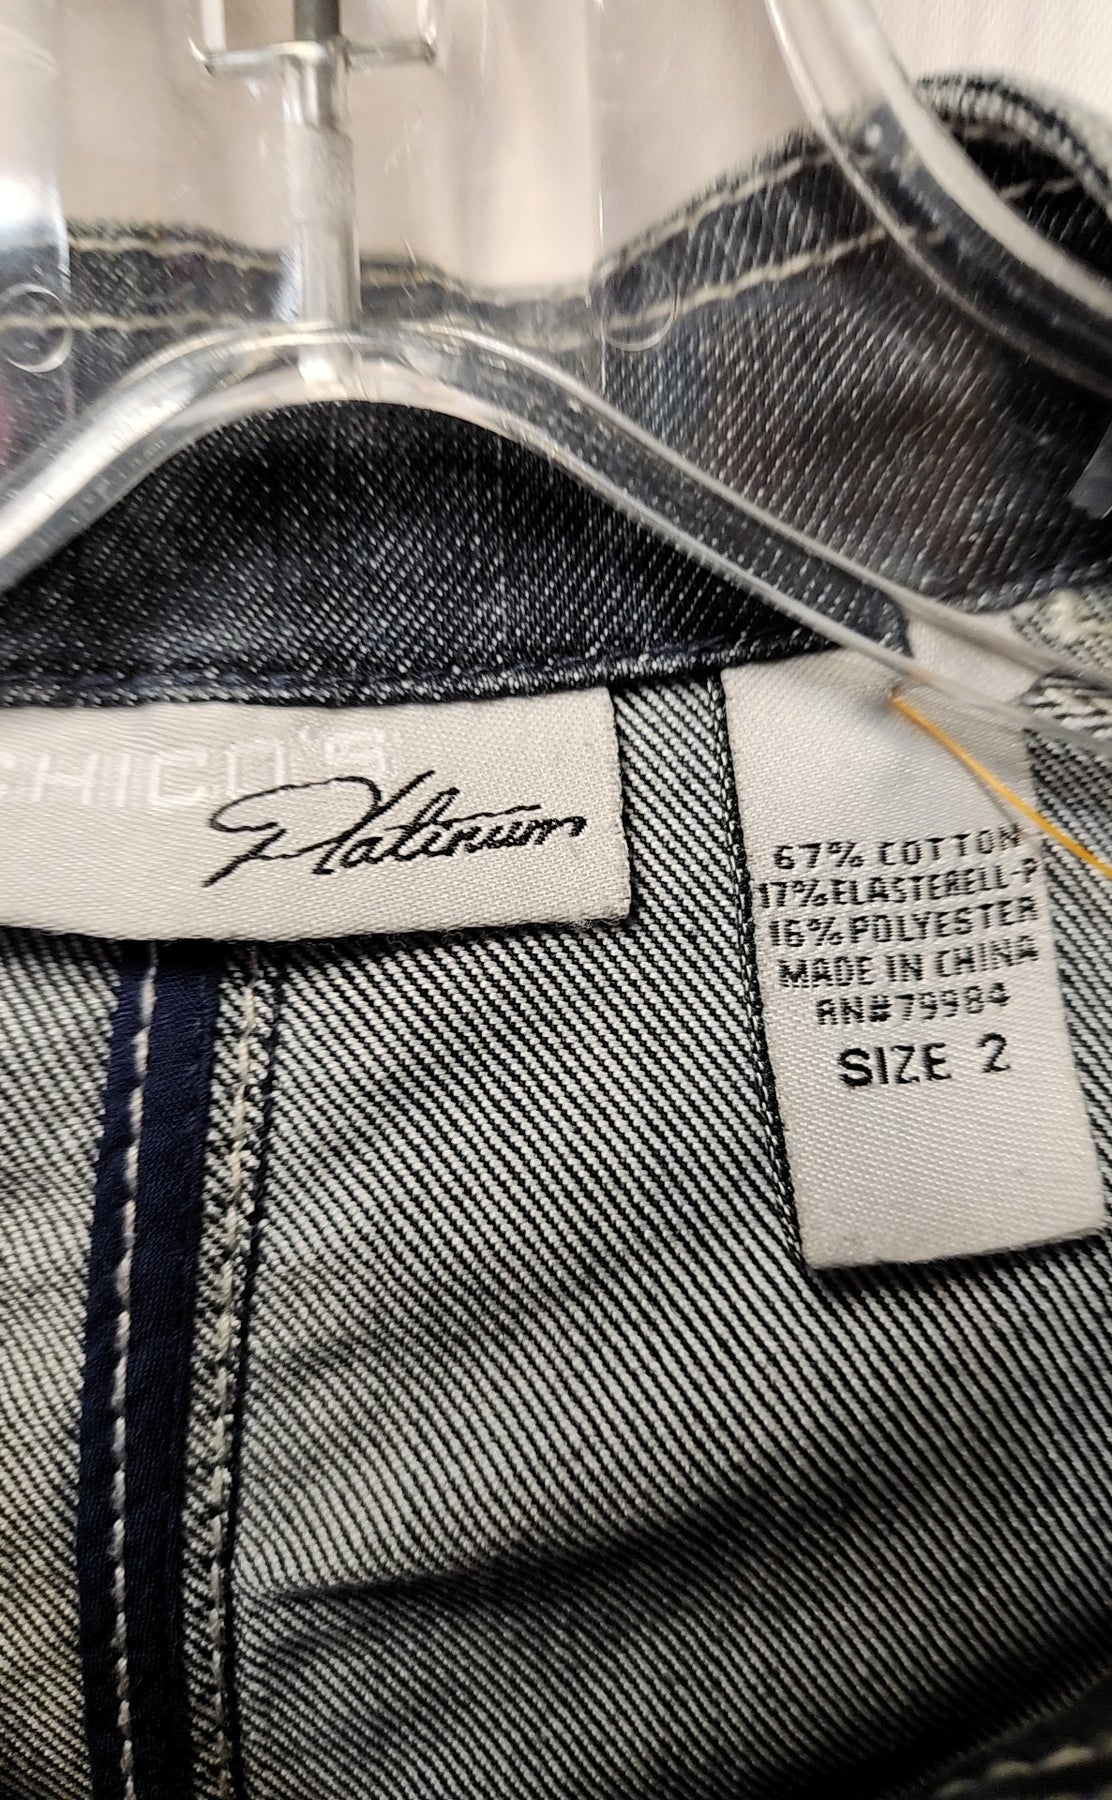 CHICO'S
Platinum
67% COTTON
17%ELASTERELL-P
16%POLYESTER
MADE IN CHINA
RN#79984
SIZE 2